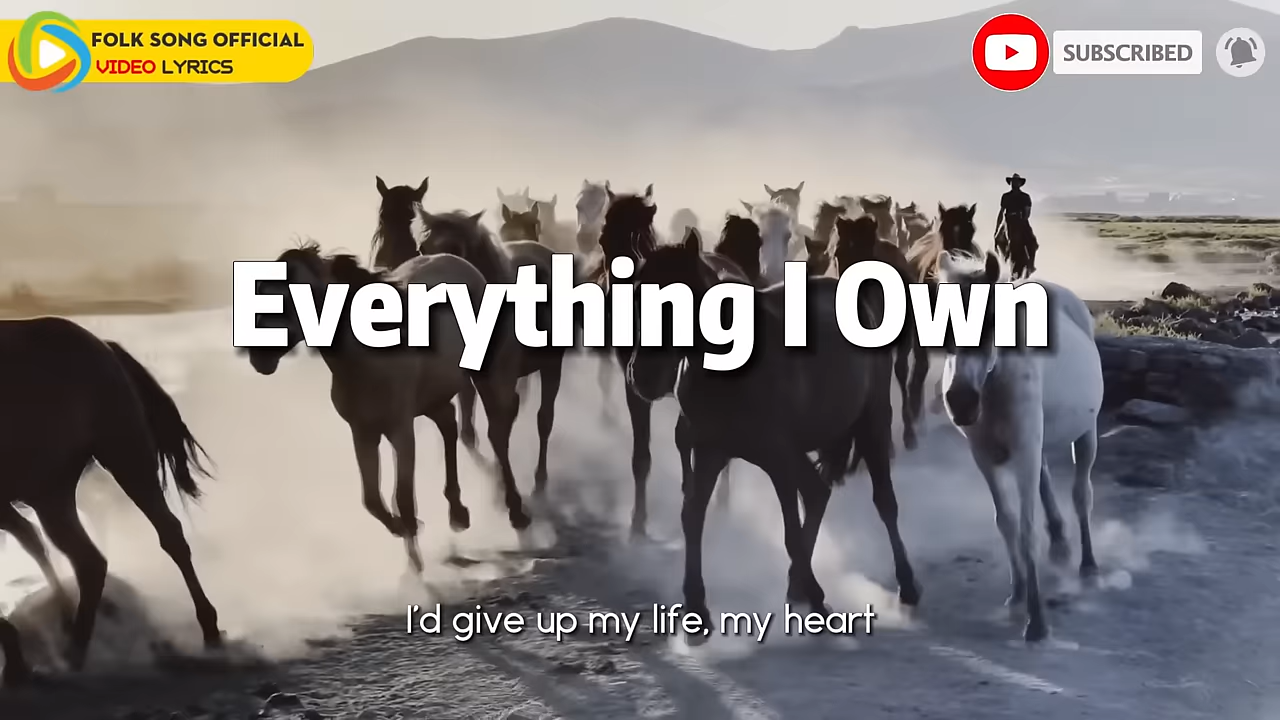 FOLK SONG OFFICIAL
VIDEO LYRICS
SUBSCRIBED
Everything I Own
I'd give up my life, my heart